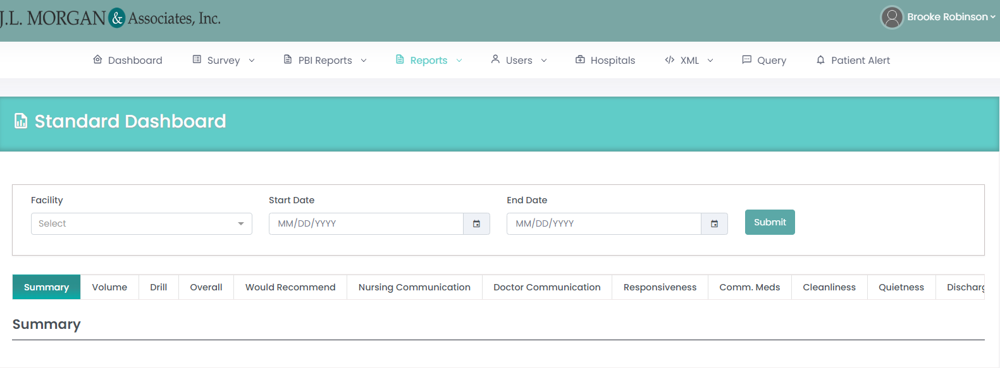 J.L. MORGAN & Associates, Inc.
Brooke Robinson
Dashboard Survey PBI Reports Reports Users Hospitals XML Query Patient Alert
Standard Dashboard
Facility Start Date End Date
Select MM/DD/YYYY MM/DD/YYYY Submit
Summary Volume Drill Overall Would Recommend Nursing Communication Doctor Communication Responsiveness Comm. Meds Cleanliness Quietness
Summary